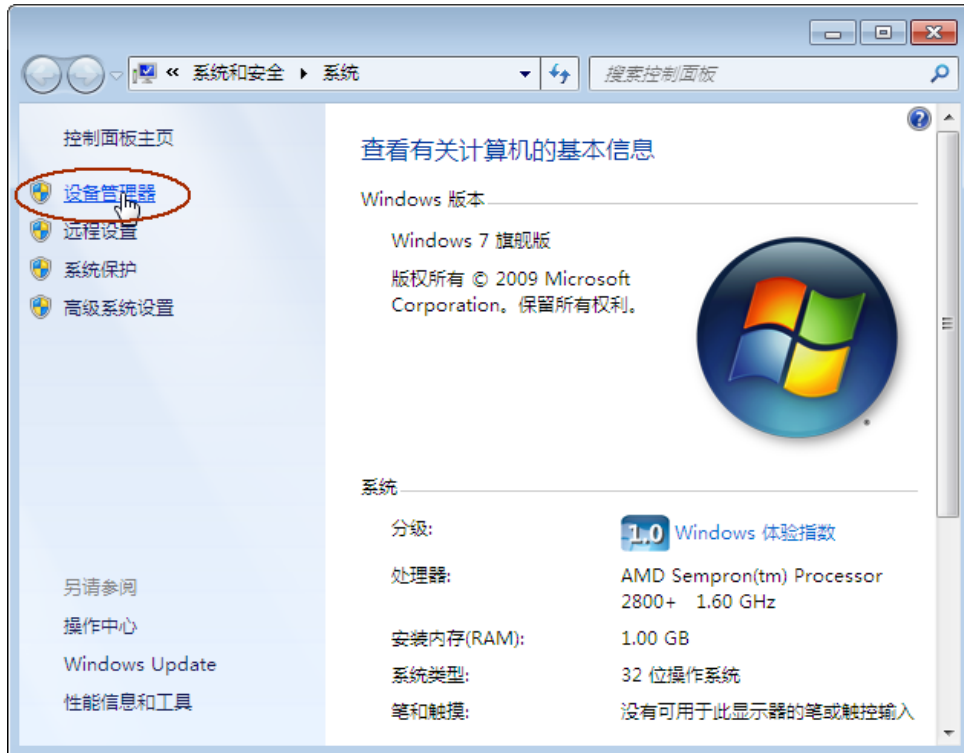 « 系统和安全 ▸ 系统
搜索控制面板
控制面板主页
设备管理器
远程设置
系统保护
高级系统设置
另请参阅
操作中心
Windows Update
性能信息和工具
查看有关计算机的基本信息
Windows 版本
Windows 7 旗舰版
版权所有 © 2009 Microsoft
Corporation。保留所有权利。
系统
分级: 1.0 Windows 体验指数
处理器: AMD Sempron(tm) Processor
2800+ 1.60 GHz
安装内存(RAM): 1.00 GB
系统类型: 32 位操作系统
笔和触摸: 没有可用于此显示器的笔或触控输入